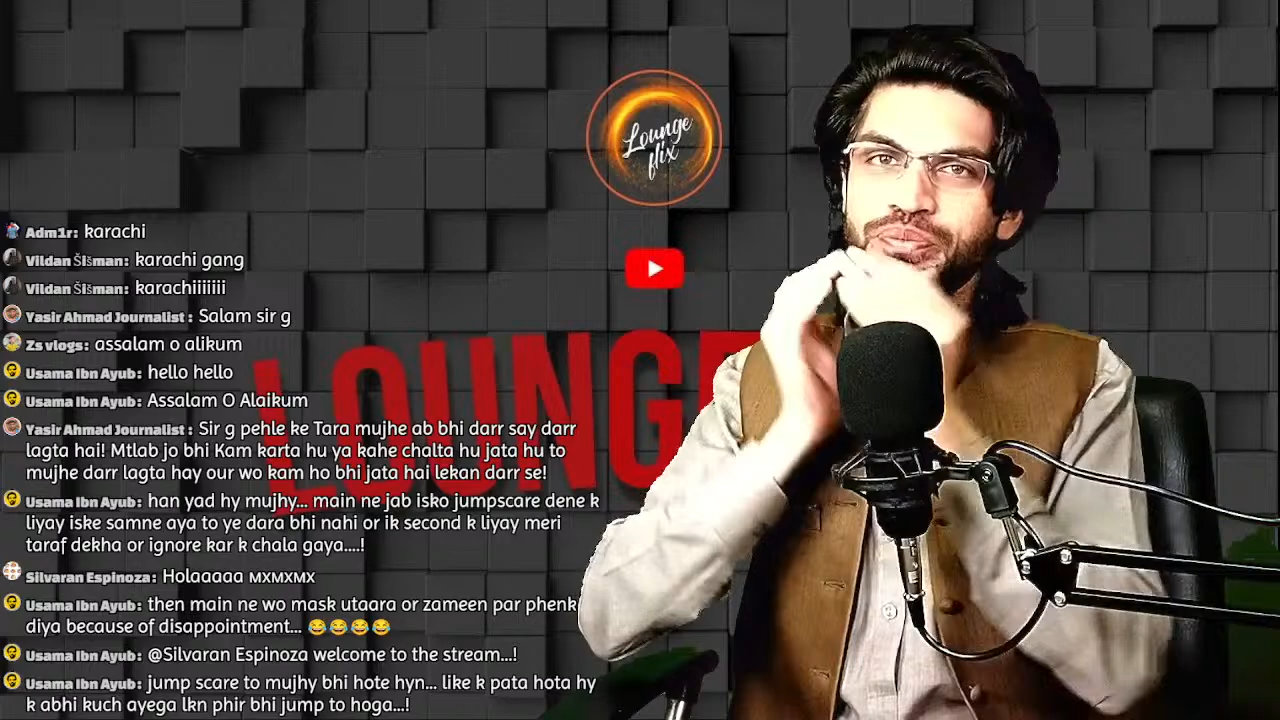 Lounge
flix
Adm1r: karachi
Vildan Šišman: karachi gang
Vildan Šišman: karachiiiiiii
Yasir Ahmad Journalist : Salam sir g
Zs vlogs: assalam o alikum
Usama Ibn Ayub: hello hello
Usama Ibn Ayub: Assalam O Alaikum
LOUNGE
Yasir Ahmad Journalist : Sir g pehle ke Tara mujhe ab bhi darr say darr
lagta hai! Mtlab jo bhi Kam karta hu ya kahe chalta hu jata hu to
mujhe darr lagta hay our wo kam ho bhi jata hai lekan darr se!
Usama Ibn Ayub: han yad hy mujhy... main ne jab isko jumpscare dene k
liyay iske samne aya to ye dara bhi nahi or ik second k liyay meri
taraf dekha or ignore kar k chala gaya....!
Silvaran Espinoza: Holaaaaa мxмxмx
Usama Ibn Ayub: then main ne wo mask utaara or zameen par phenk
diya because of disappointment... 😂😂😂😂
Usama Ibn Ayub: @Silvaran Espinoza welcome to the stream...!
Usama Ibn Ayub: jump scare to mujhy bhi hote hyn... like k pata hota hy
k abhi kuch ayega lkn phir bhi jump to hoga...!